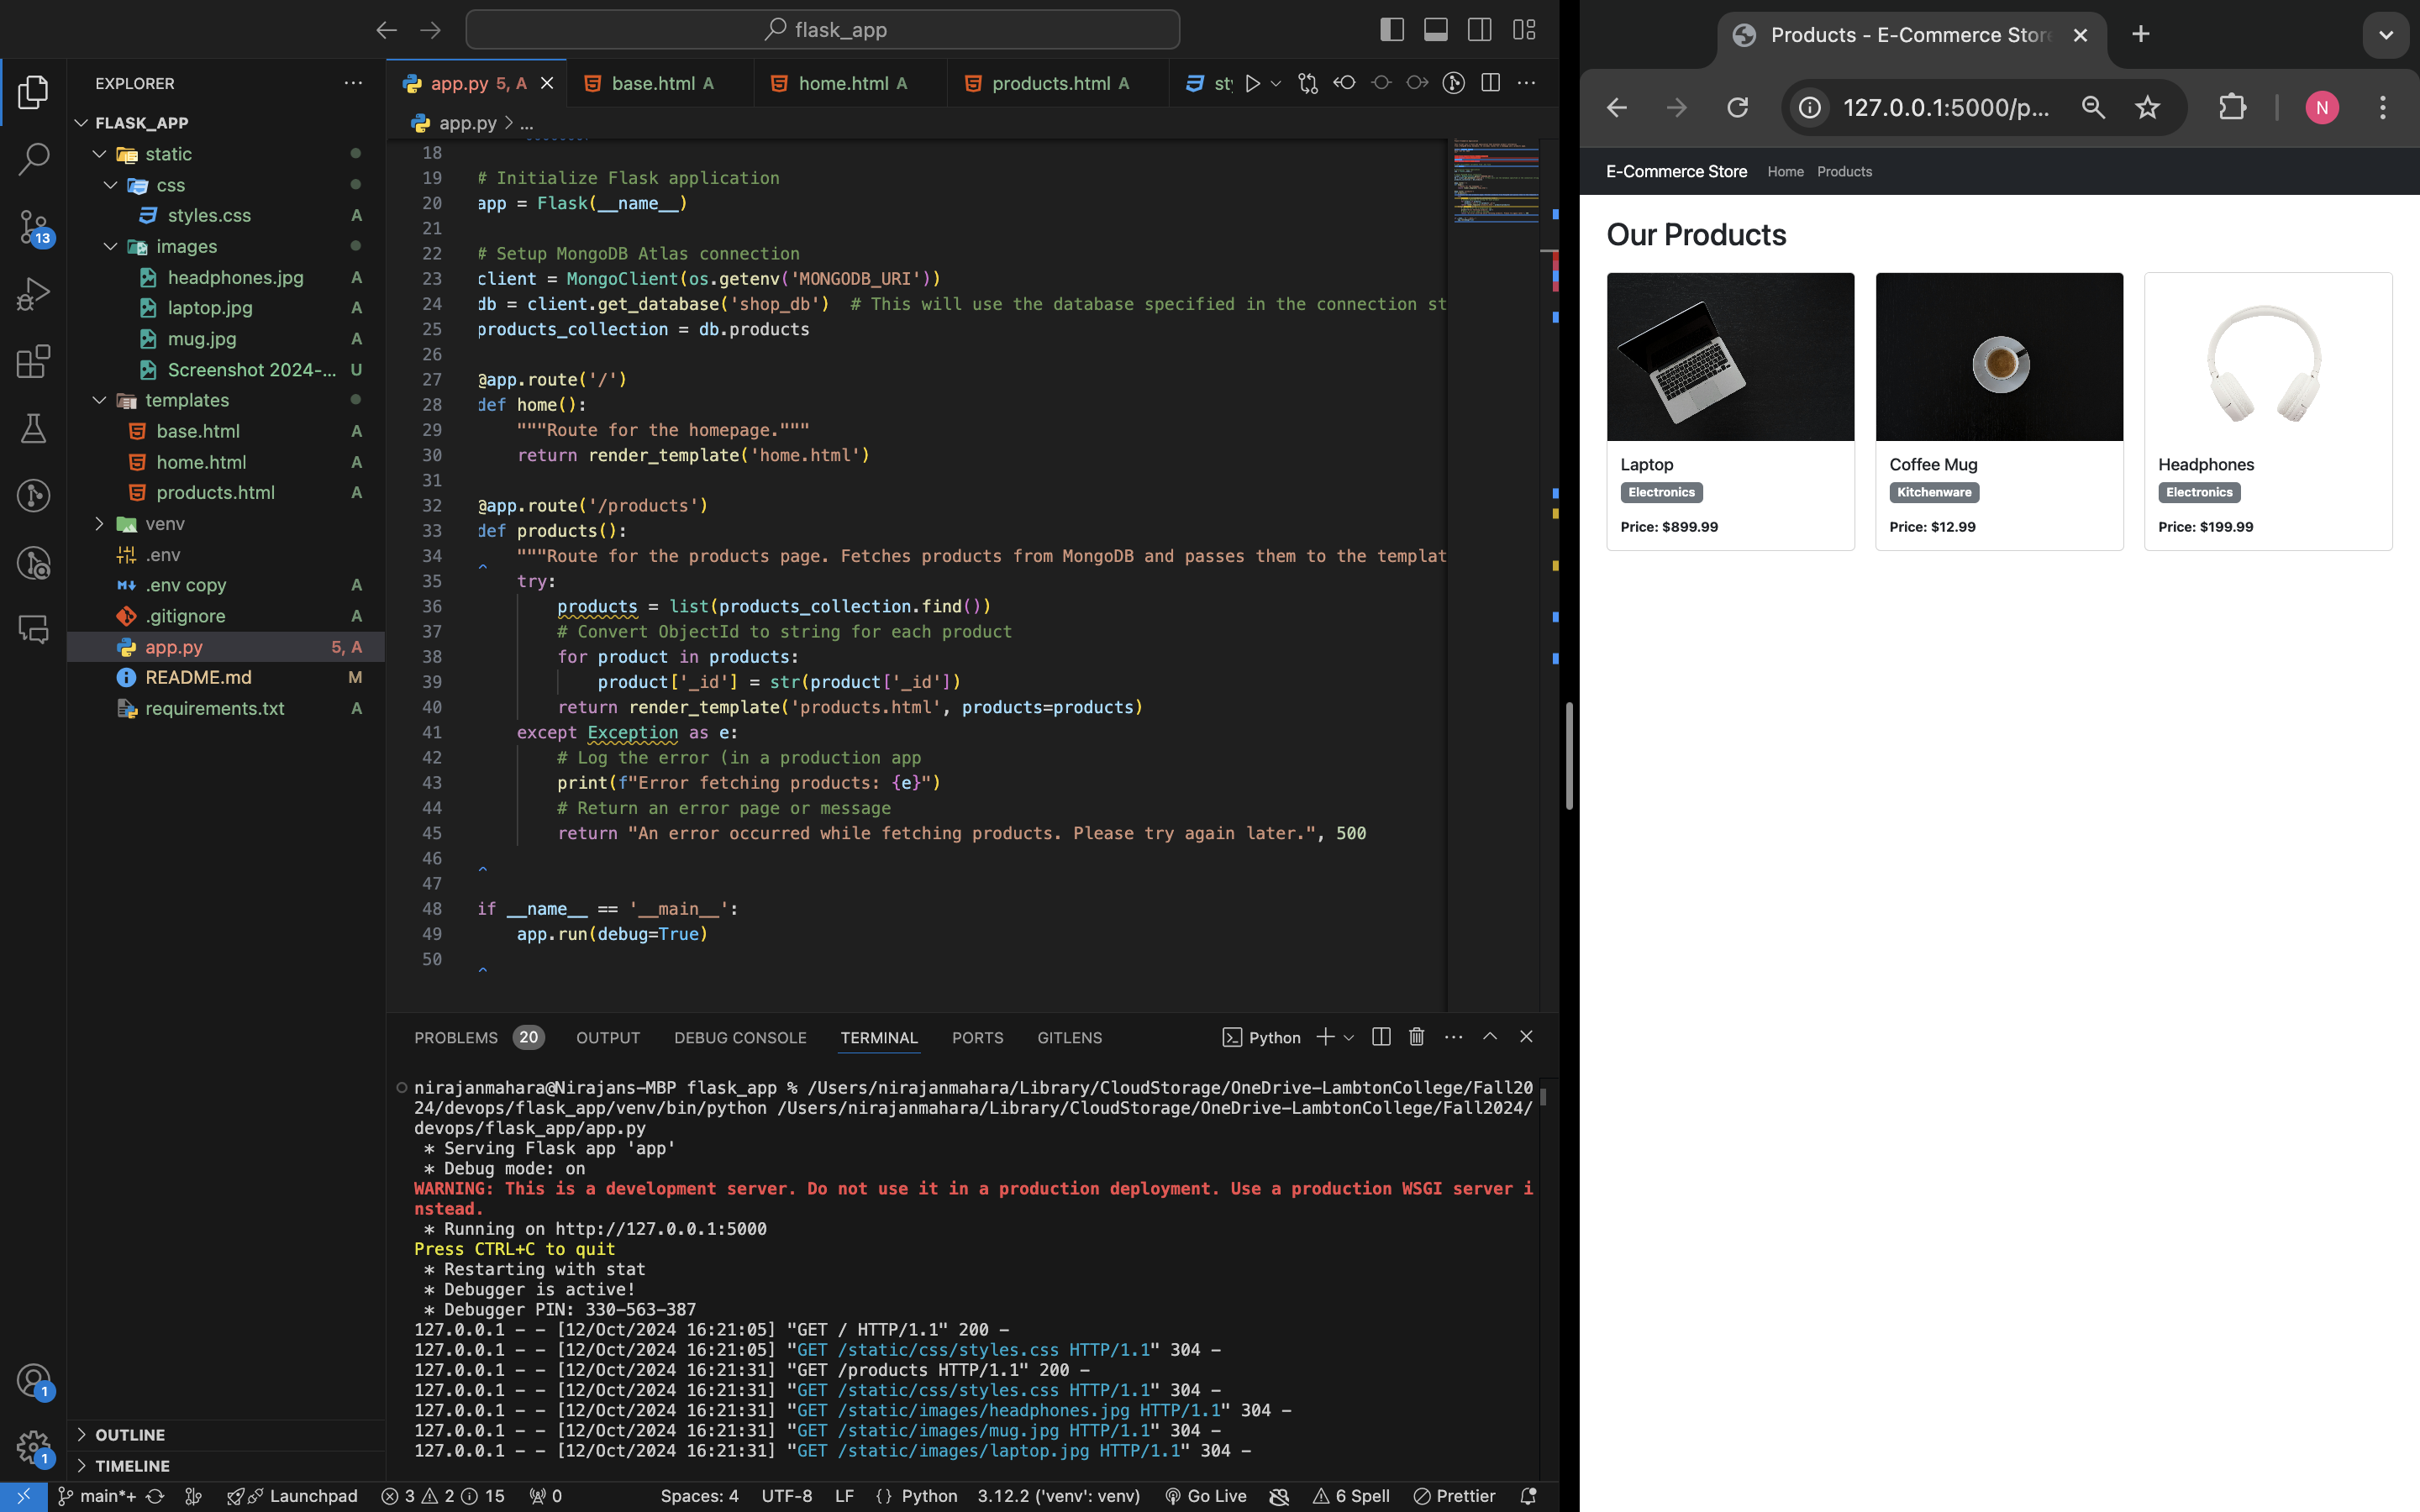 flask_app
EXPLORER
FLASK_APP
static
css
styles.css A
images
headphones.jpg A
laptop.jpg A
mug.jpg A
Screenshot 2024-... U
templates
base.html A
home.html A
products.html A
venv
.env
.env copy A
.gitignore A
app.py 5, A
README.md M
requirements.txt A
OUTLINE
TIMELINE
13
1
1
app.py 5, A
base.html A
home.html A
products.html A
app.py > ...
18
19 # Initialize Flask application
20 app = Flask(__name__)
21
22 # Setup MongoDB Atlas connection
23 client = MongoClient(os.getenv('MONGODB_URI'))
24 db = client.get_database('shop_db')  # This will use the database specified in the connection st
25 products_collection = db.products
26
27 @app.route('/')
28 def home():
29     """Route for the homepage."""
30     return render_template('home.html')
31
32 @app.route('/products')
33 def products():
34     """Route for the products page. Fetches products from MongoDB and passes them to the templat
35     try:
36         products = list(products_collection.find())
37         # Convert ObjectId to string for each product
38         for product in products:
39             product['_id'] = str(product['_id'])
40         return render_template('products.html', products=products)
41     except Exception as e:
42         # Log the error (in a production app
43         print(f"Error fetching products: {e}")
44         # Return an error page or message
45         return "An error occurred while fetching products. Please try again later.", 500
46
47
48 if __name__ == '__main__':
49     app.run(debug=True)
50
PROBLEMS 20 OUTPUT DEBUG CONSOLE TERMINAL PORTS GITLENS Python
nirajanmahara@Nirajans-MBP flask_app % /Users/nirajanmahara/Library/CloudStorage/OneDrive-LambtonCollege/Fall20
24/devops/flask_app/venv/bin/python /Users/nirajanmahara/Library/CloudStorage/OneDrive-LambtonCollege/Fall2024/
devops/flask_app/app.py
* Serving Flask app 'app'
* Debug mode: on
WARNING: This is a development server. Do not use it in a production deployment. Use a production WSGI server i
nstead.
* Running on http://127.0.0.1:5000
Press CTRL+C to quit
* Restarting with stat
* Debugger is active!
* Debugger PIN: 330-563-387
127.0.0.1 - - [12/Oct/2024 16:21:05] "GET / HTTP/1.1" 200 -
127.0.0.1 - - [12/Oct/2024 16:21:05] "GET /static/css/styles.css HTTP/1.1" 304 -
127.0.0.1 - - [12/Oct/2024 16:21:31] "GET /products HTTP/1.1" 200 -
127.0.0.1 - - [12/Oct/2024 16:21:31] "GET /static/css/styles.css HTTP/1.1" 304 -
127.0.0.1 - - [12/Oct/2024 16:21:31] "GET /static/images/headphones.jpg HTTP/1.1" 304 -
127.0.0.1 - - [12/Oct/2024 16:21:31] "GET /static/images/mug.jpg HTTP/1.1" 304 -
127.0.0.1 - - [12/Oct/2024 16:21:31] "GET /static/images/laptop.jpg HTTP/1.1" 304 -
main*+ Launchpad 3 2 15 0 Spaces: 4 UTF-8 LF {} Python 3.12.2 ('venv': venv) Go Live 6 Spell Prettier
Products - E-Commerce Store
127.0.0.1:5000/p... N
E-Commerce Store Home Products
Our Products
Laptop
Electronics
Price: $899.99
Coffee Mug
Kitchenware
Price: $12.99
Headphones
Electronics
Price: $199.99